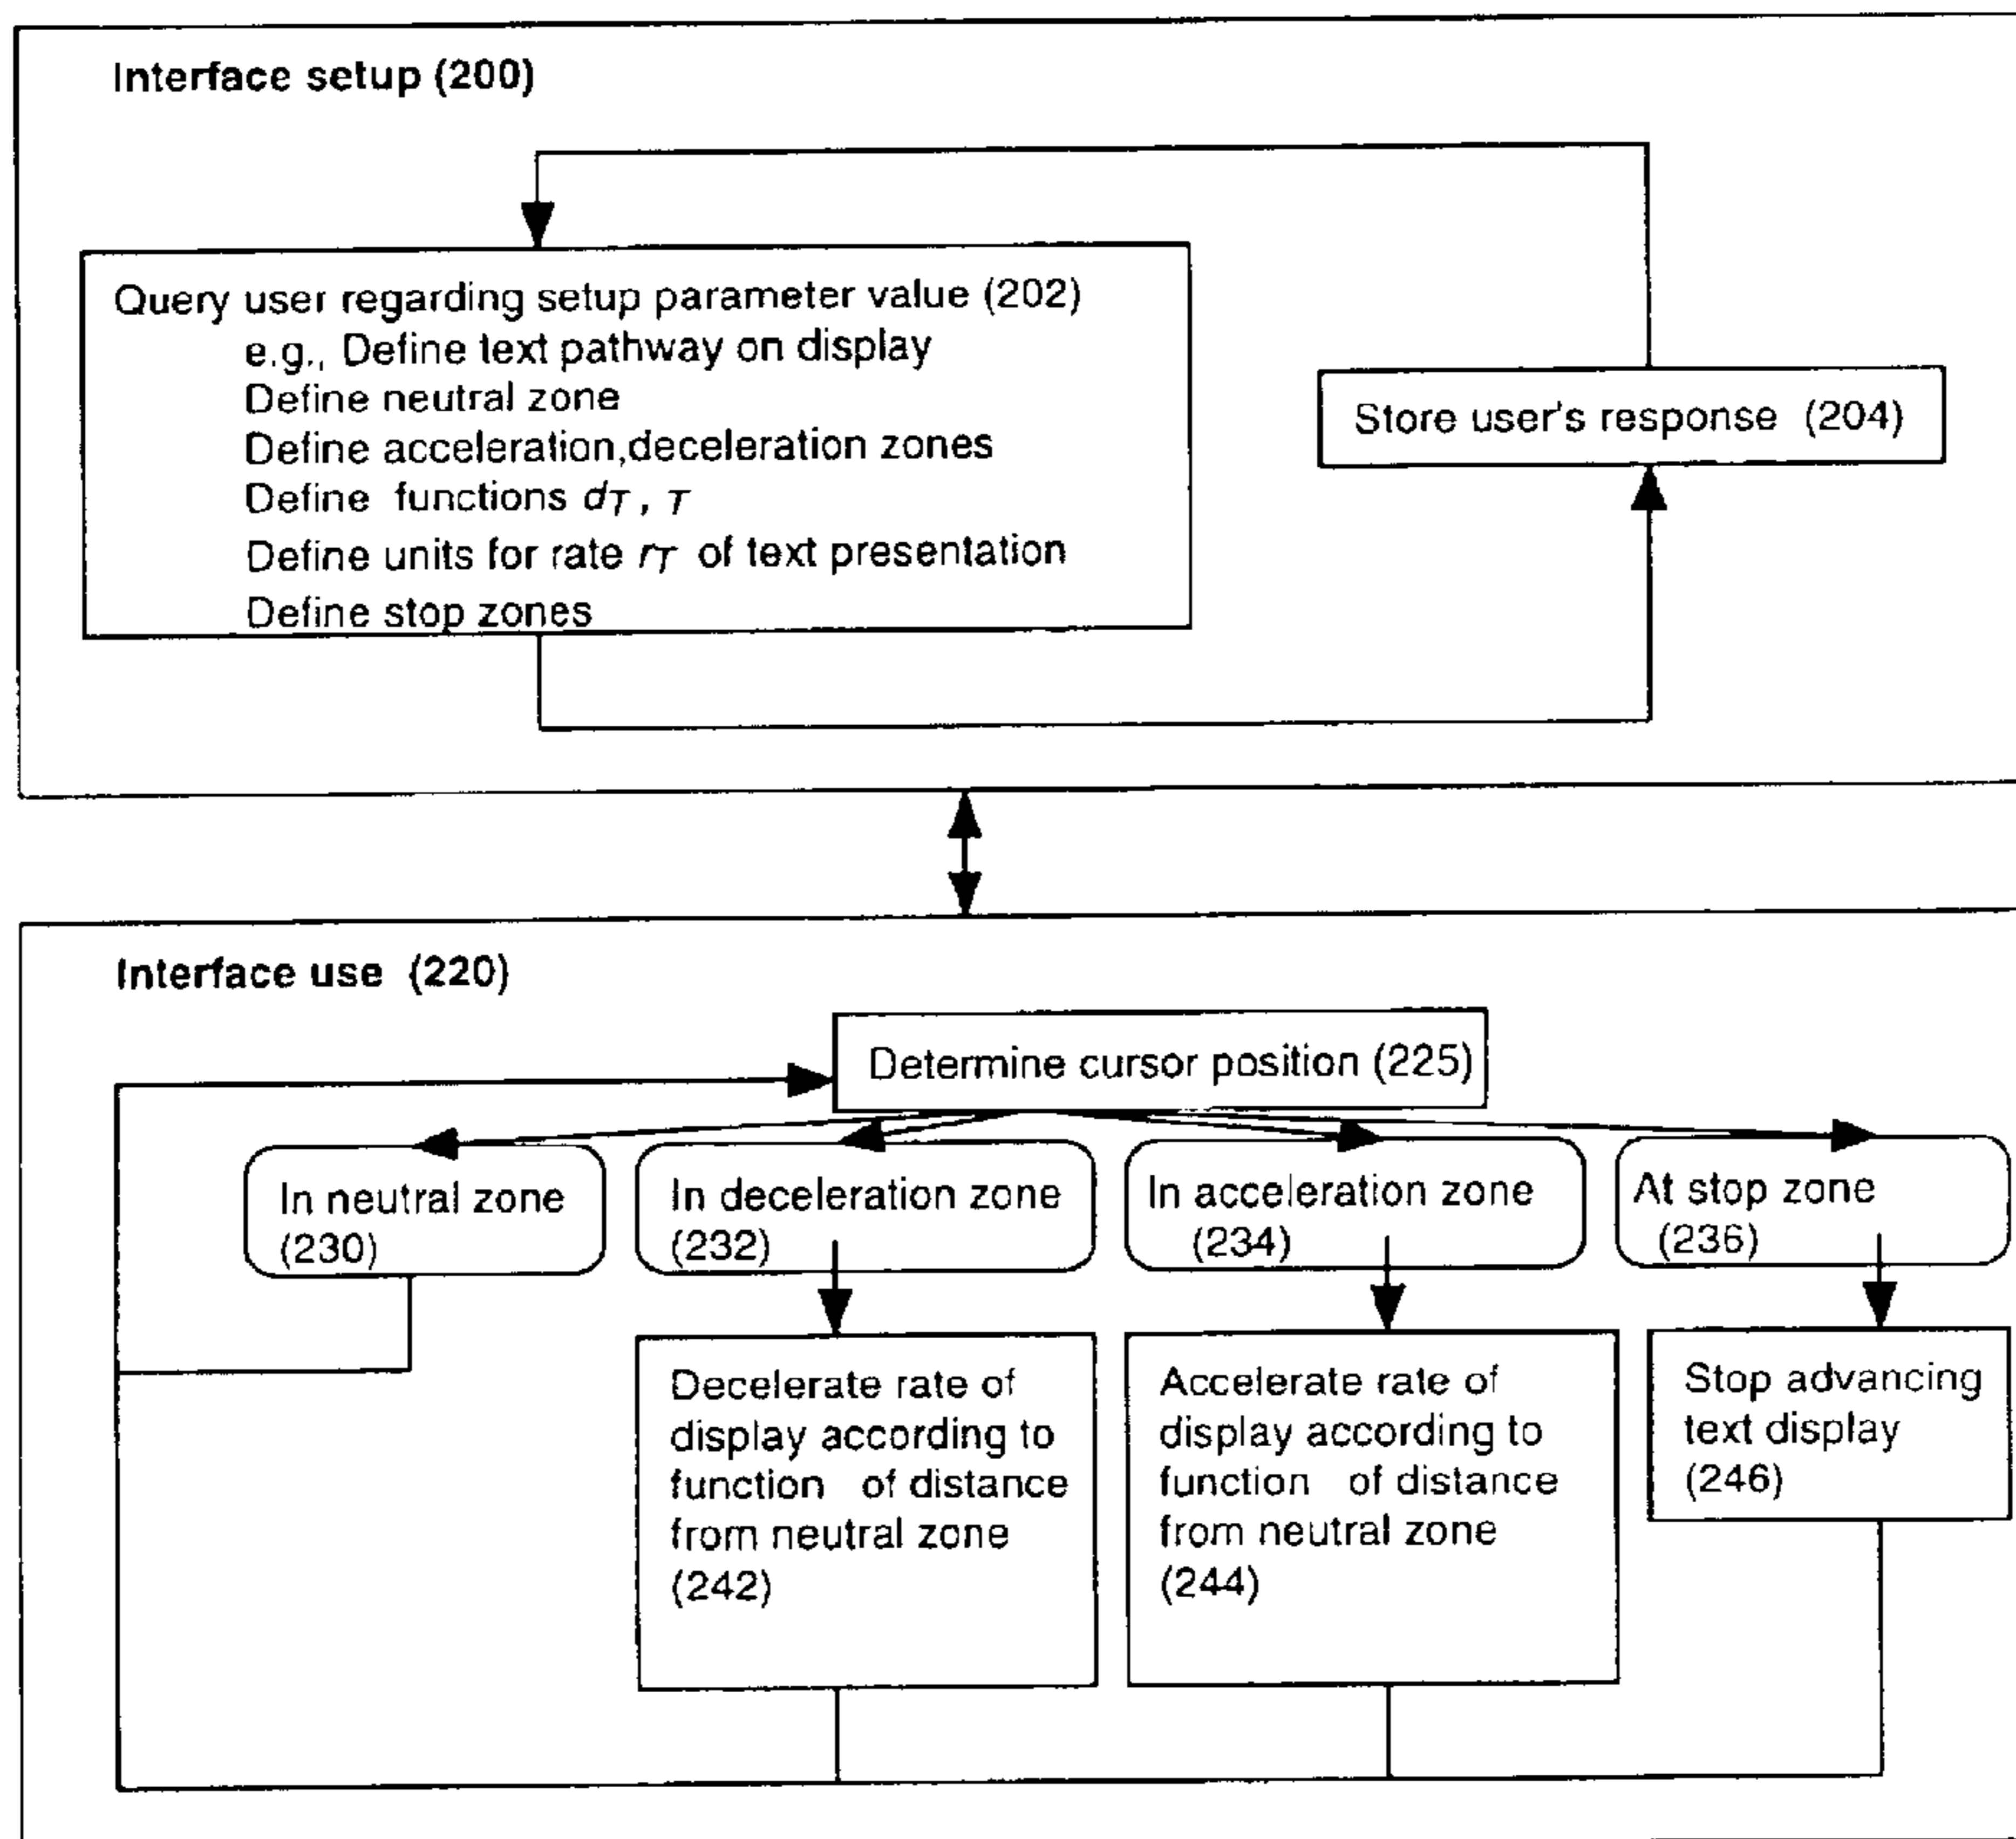 Interface setup (200)
Query user regarding setup parameter value (202)
e.g., Define text pathway on display
Define neutral zone
Define acceleration,deceleration zones
Define functions dT, T
Define units for rate rT of text presentation
Define stop zones
Store user's response (204)
Interface use (220)
Determine cursor position (225)
In neutral zone
(230)
In deceleration zone
(232)
In acceleration zone
(234)
At stop zone
(236)
Decelerate rate of
display according to
function of distance
from neutral zone
(242)
Accelerate rate of
display according to
function of distance
from neutral zone
(244)
Stop advancing
text display
(246)